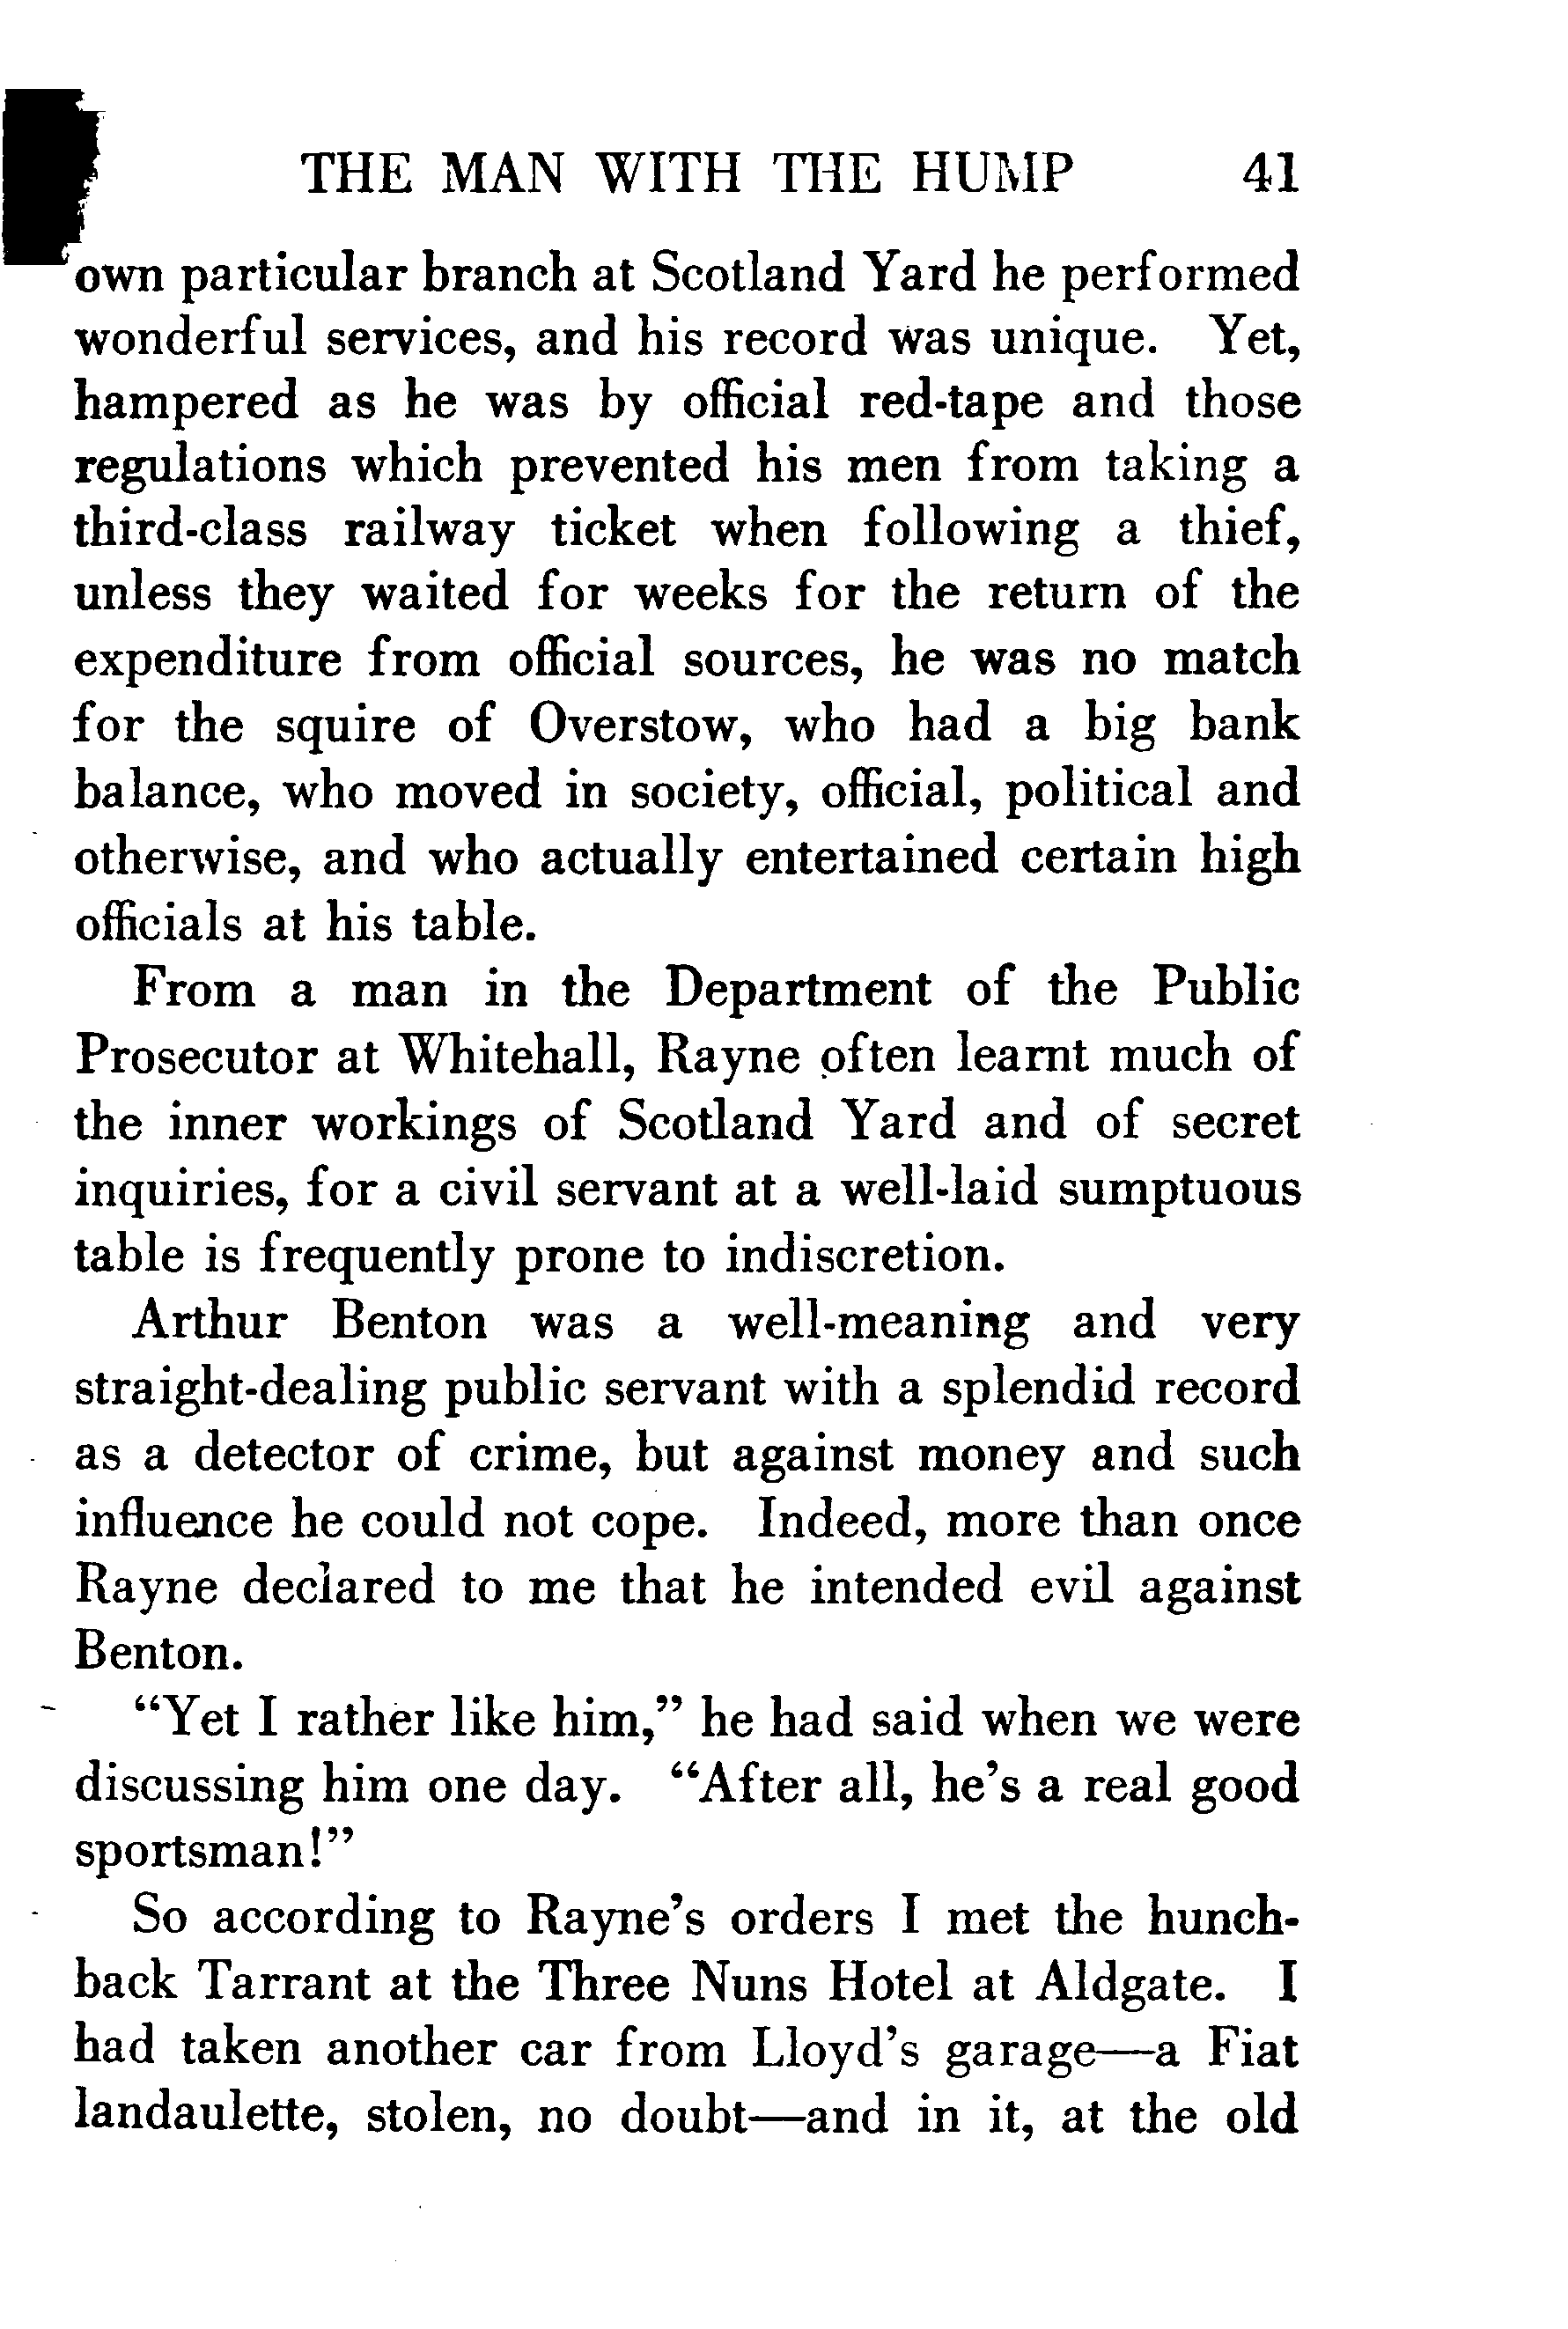 THE MAN WITH THE HUMP 41
own particular branch at Scotland Yard he performed
wonderful services, and his record was unique. Yet,
hampered as he was by official red-tape and those
regulations which prevented his men from taking a
third-class railway ticket when following a thief,
unless they waited for weeks for the return of the
expenditure from official sources, he was no match
for the squire of Overstow, who had a big bank
balance, who moved in society, official, political and
otherwise, and who actually entertained certain high
officials at his table.
From a man in the Department of the Public
Prosecutor at Whitehall, Rayne often learnt much of
the inner workings of Scotland Yard and of secret
inquiries, for a civil servant at a well-laid sumptuous
table is frequently prone to indiscretion.
Arthur Benton was a well-meaning and very
straight-dealing public servant with a splendid record
as a detector of crime, but against money and such
influence he could not cope. Indeed, more than once
Rayne declared to me that he intended evil against
Benton.
“Yet I rather like him,” he had said when we were
discussing him one day. “After all, he’s a real good
sportsman!”
So according to Rayne’s orders I met the hunch-
back Tarrant at the Three Nuns Hotel at Aldgate. I
had taken another car from Lloyd’s garage—a Fiat
landaulette, stolen, no doubt—and in it, at the old